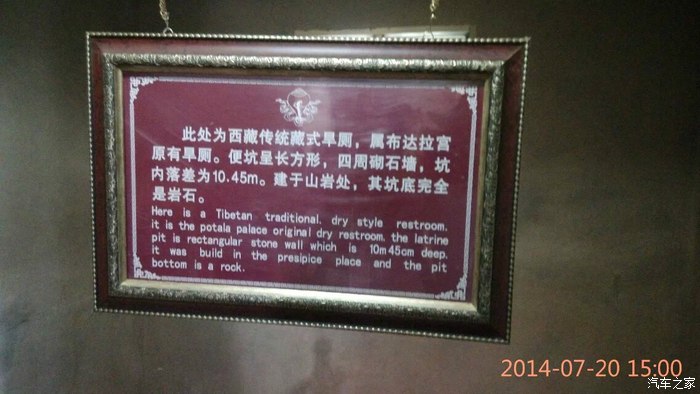 此处为西藏传统藏式旱厕，属布达拉宫
原有旱厕。便坑呈长方形，四周砌石墙，坑
内落差为10.45m。建于山岩处，其坑底完全
是岩石。
Here is a Tibetan traditional. dry style restroom.
it is the potala palace original dry restroom. the latrine
pit is rectangular stone wall which is 10m45cm deep.
it was build in the presipice place and the pit
bottom is a rock.
2014-07-20 15:00
汽车之家